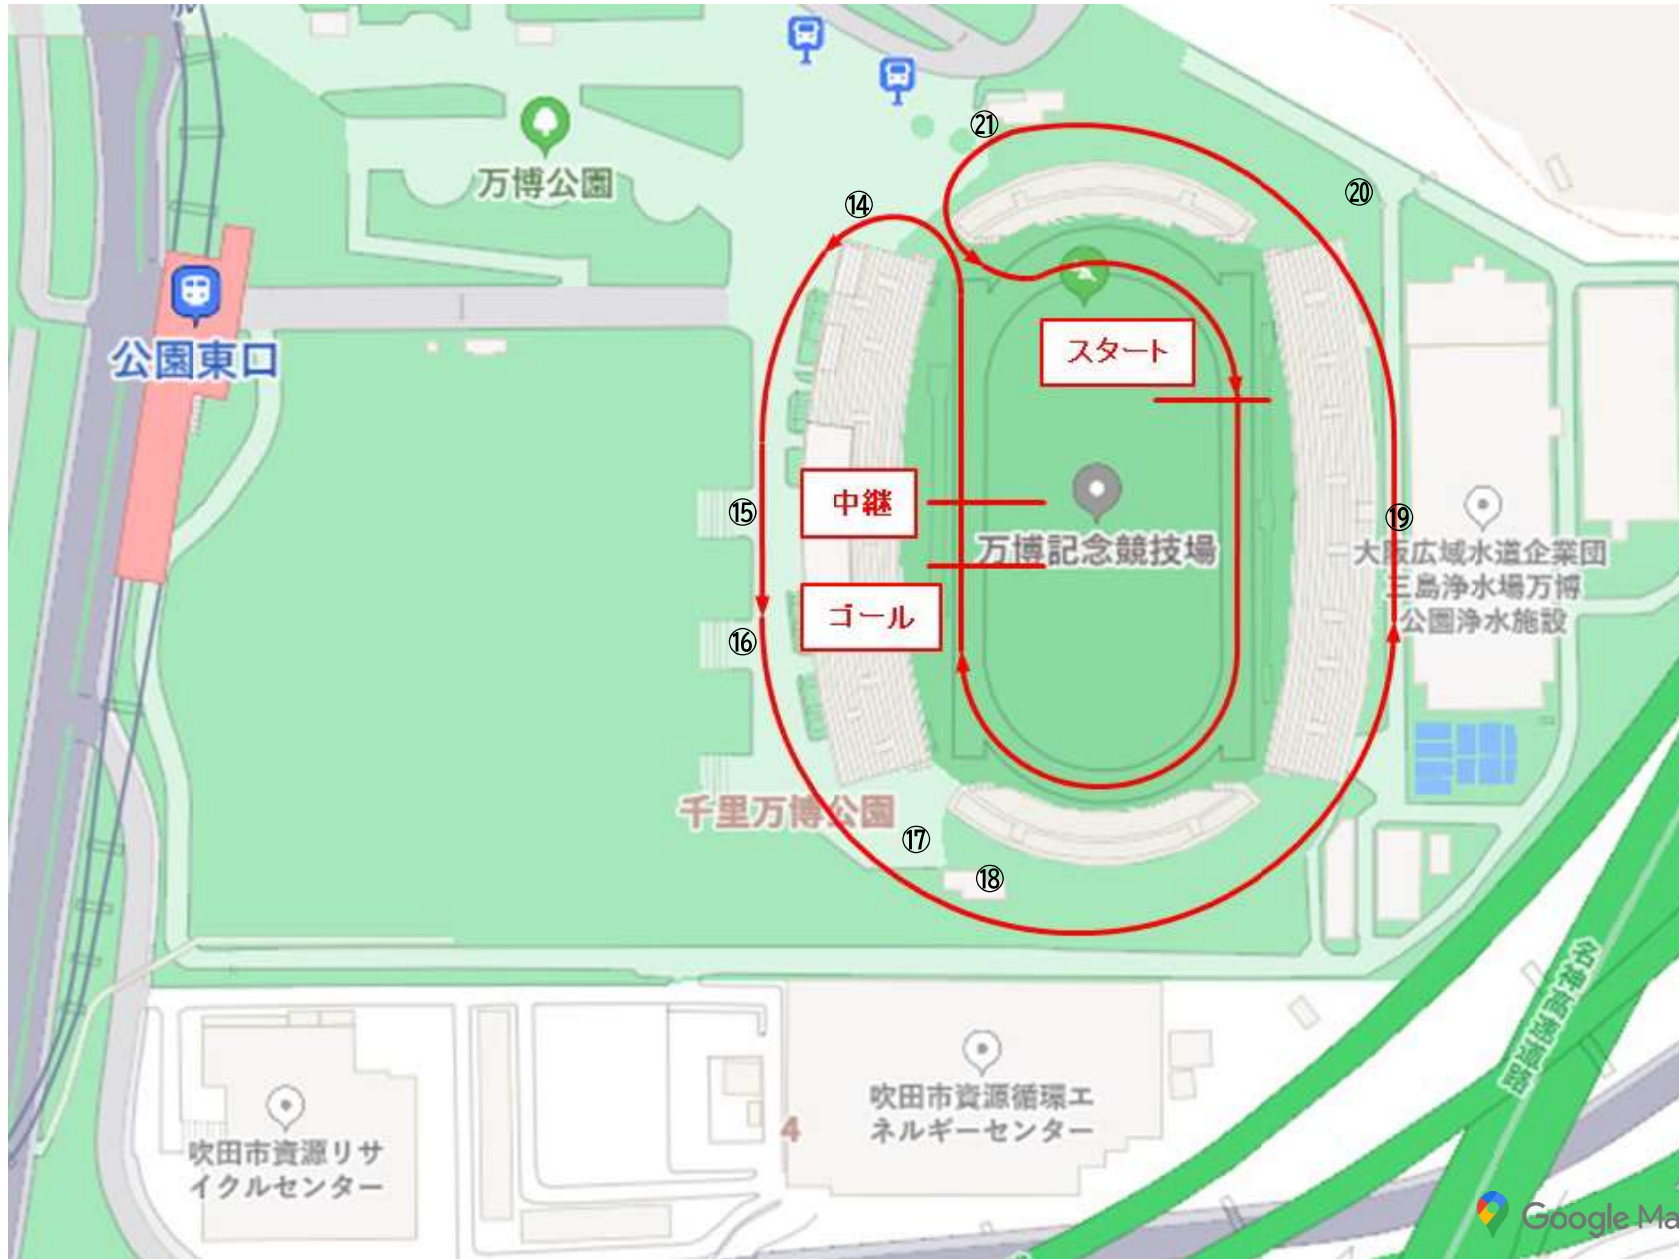 ㉑
万博公園
⑭
⑳
公園東口
スタート
中継
⑮
⑲
万博記念競技場
大阪広域水道企業団
三島浄水場万博
公園浄水施設
ゴール
⑯
千里万博公園
⑰
⑱
名神高速道路
吹田市資源循環エ
ネルギーセンター
4
吹田市資源リサ
イクルセンター
Google Ma